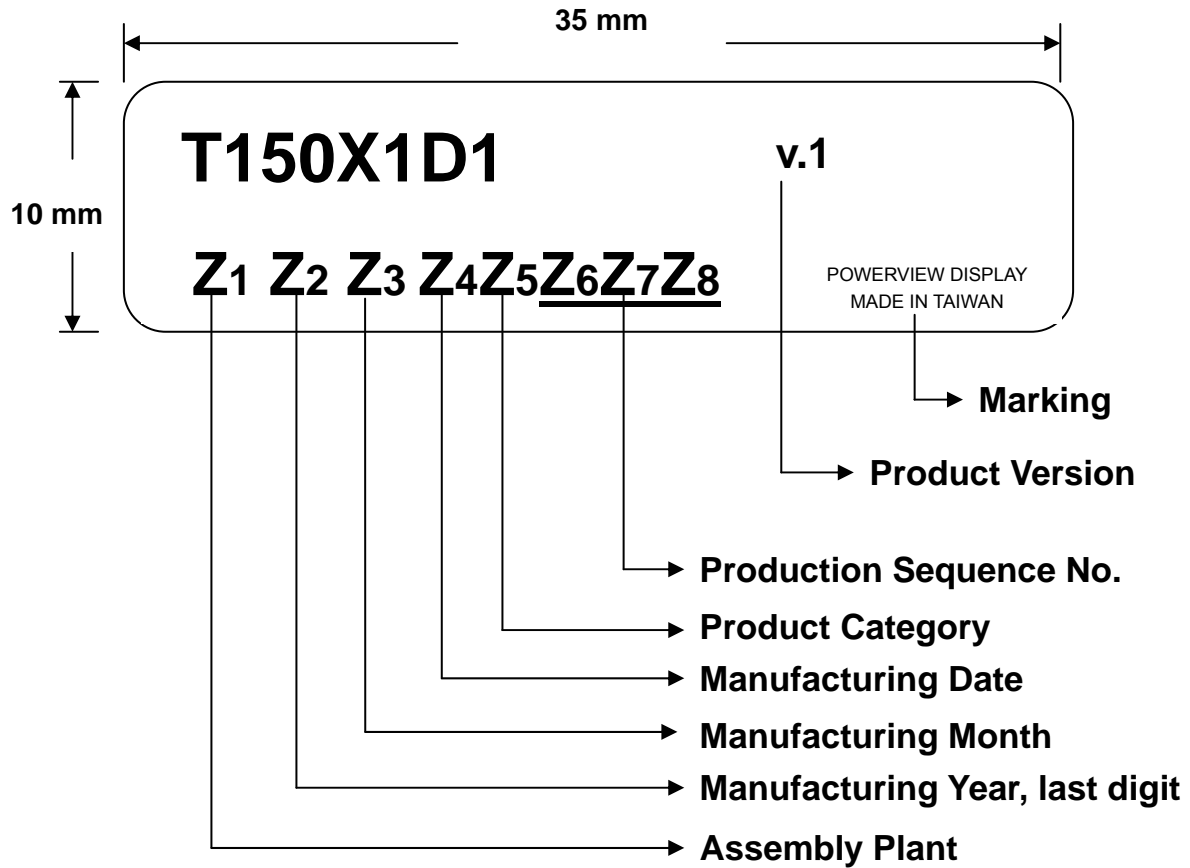 35 mm
T150X1D1
v.1
10 mm
Z1 Z2 Z3 Z4Z5Z6Z7Z8
POWERVIEW DISPLAY
MADE IN TAIWAN
Marking
Product Version
Production Sequence No.
Product Category
Manufacturing Date
Manufacturing Month
Manufacturing Year, last digit
Assembly Plant